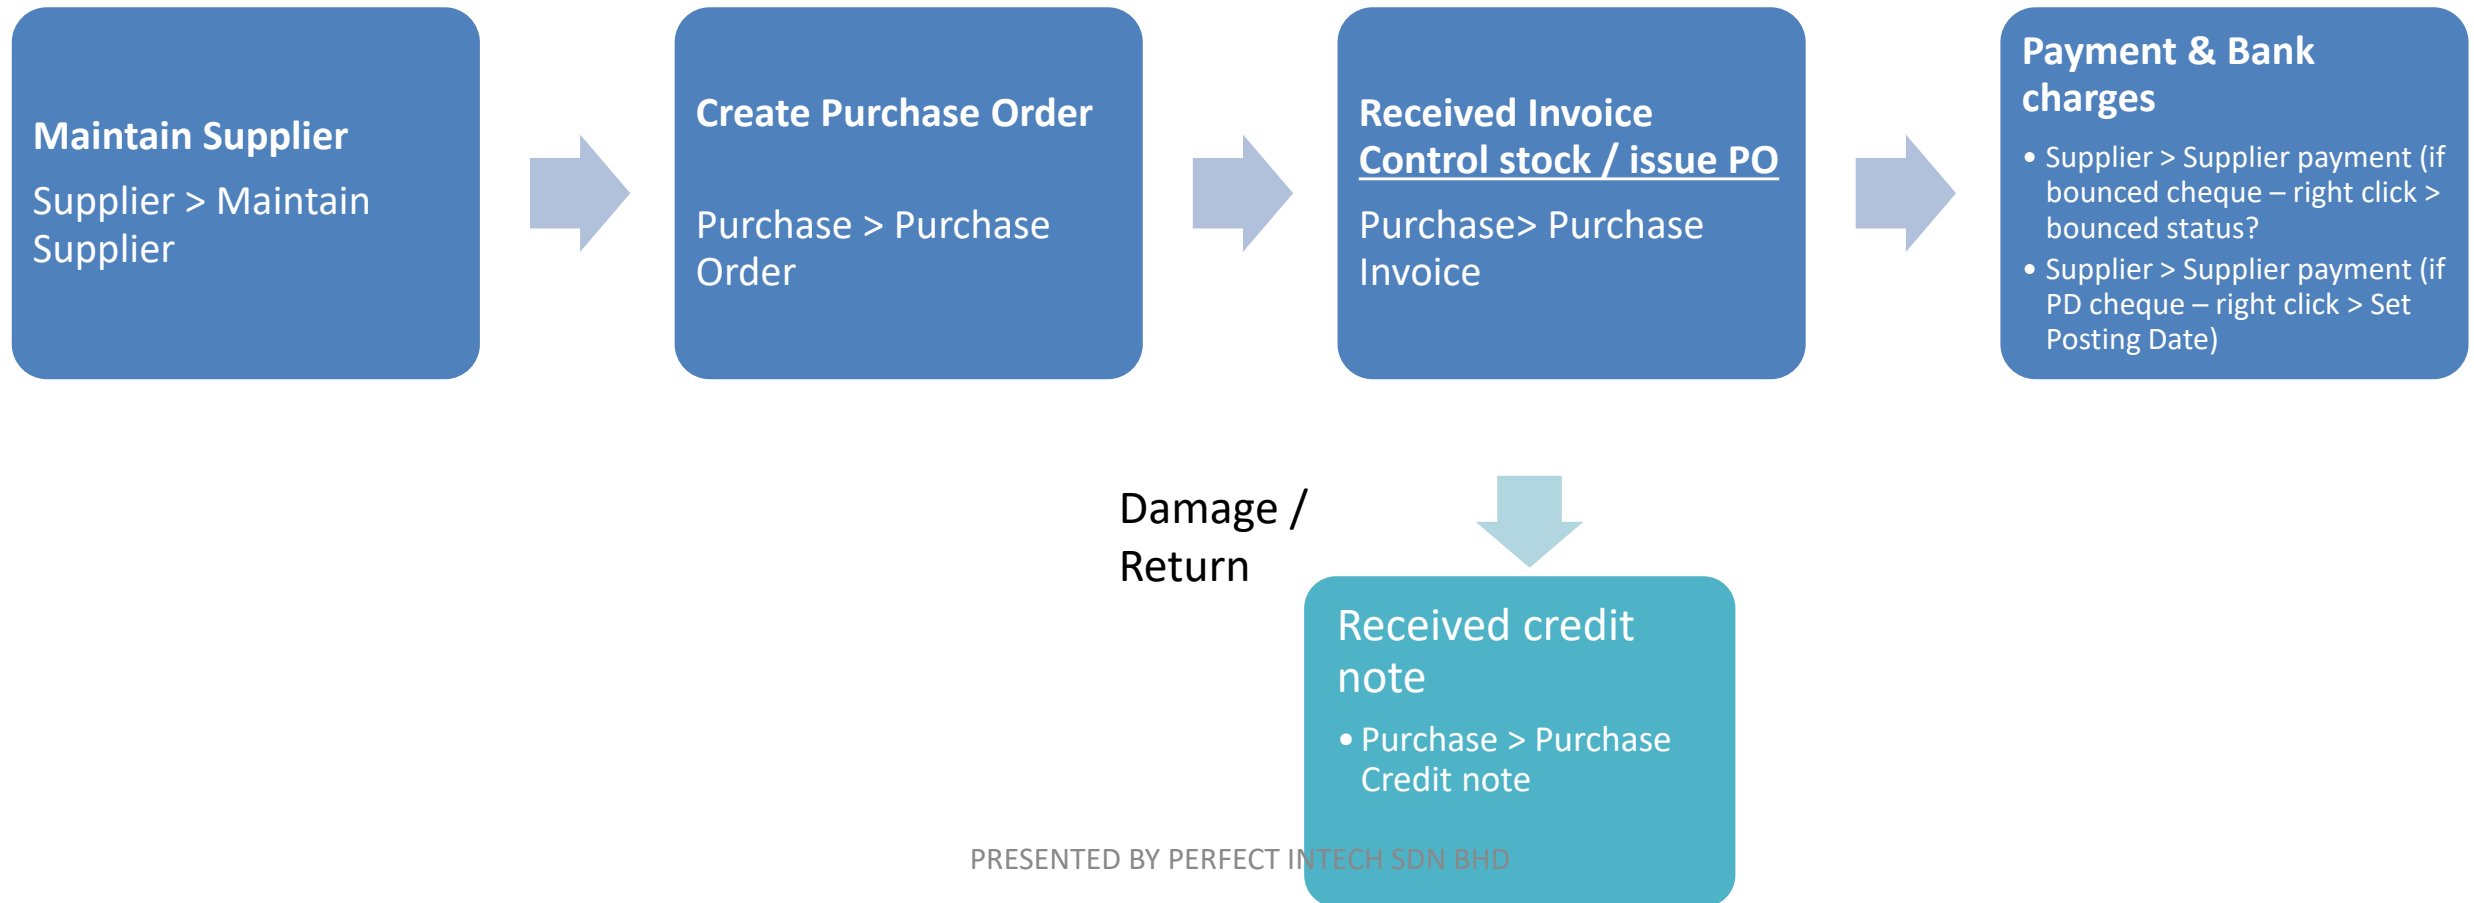 Maintain Supplier
Supplier > Maintain
Supplier
Create Purchase Order
Purchase > Purchase
Order
Received Invoice
Control stock / issue PO
Purchase> Purchase
Invoice
Payment & Bank
charges
• Supplier > Supplier payment (if
bounced cheque – right click >
bounced status?
• Supplier > Supplier payment (if
PD cheque – right click > Set
Posting Date)
Damage /
Return
Received credit
note
• Purchase > Purchase
Credit note
PRESENTED BY PERFECT INTECH SDN BHD